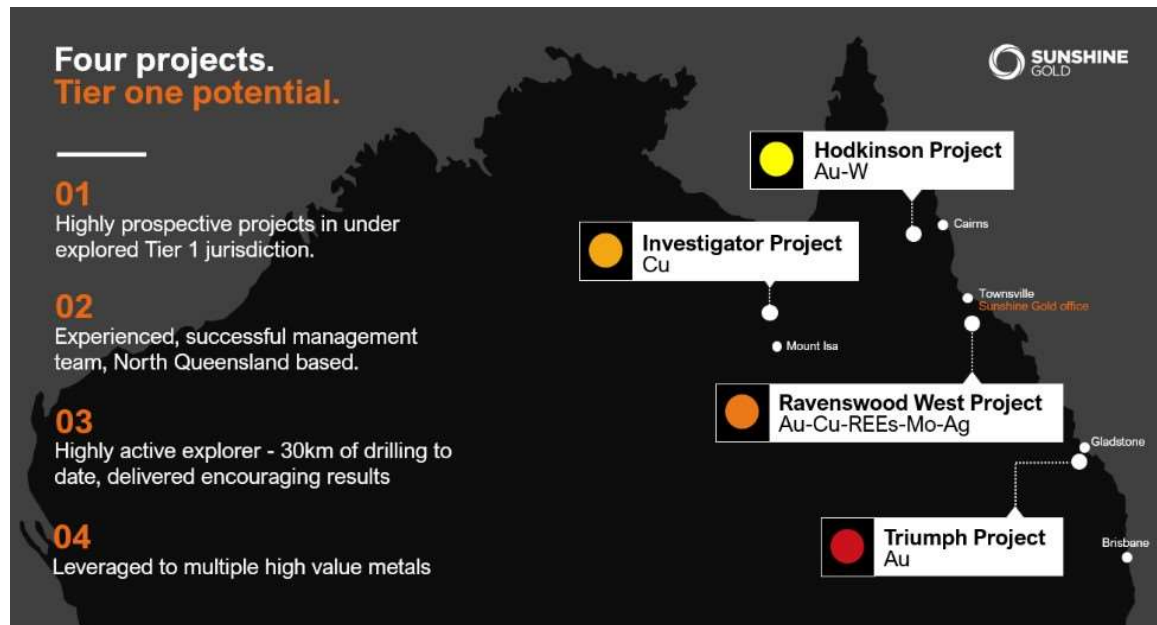 Four projects.
Tier one potential.
01
Highly prospective projects in under
explored Tier 1 jurisdiction.
02
Experienced, successful management
team, North Queensland based.
03
Highly active explorer - 30km of drilling to
date, delivered encouraging results
04
Leveraged to multiple high value metals
SUNSHINE
GOLD
Hodkinson Project
Au-W
Cairns
Investigator Project
Cu
Mount Isa
Townsville
Sunshine Gold office
Ravenswood West Project
Au-Cu-REEs-Mo-Ag
Gladstone
Triumph Project
Au
Brisbane